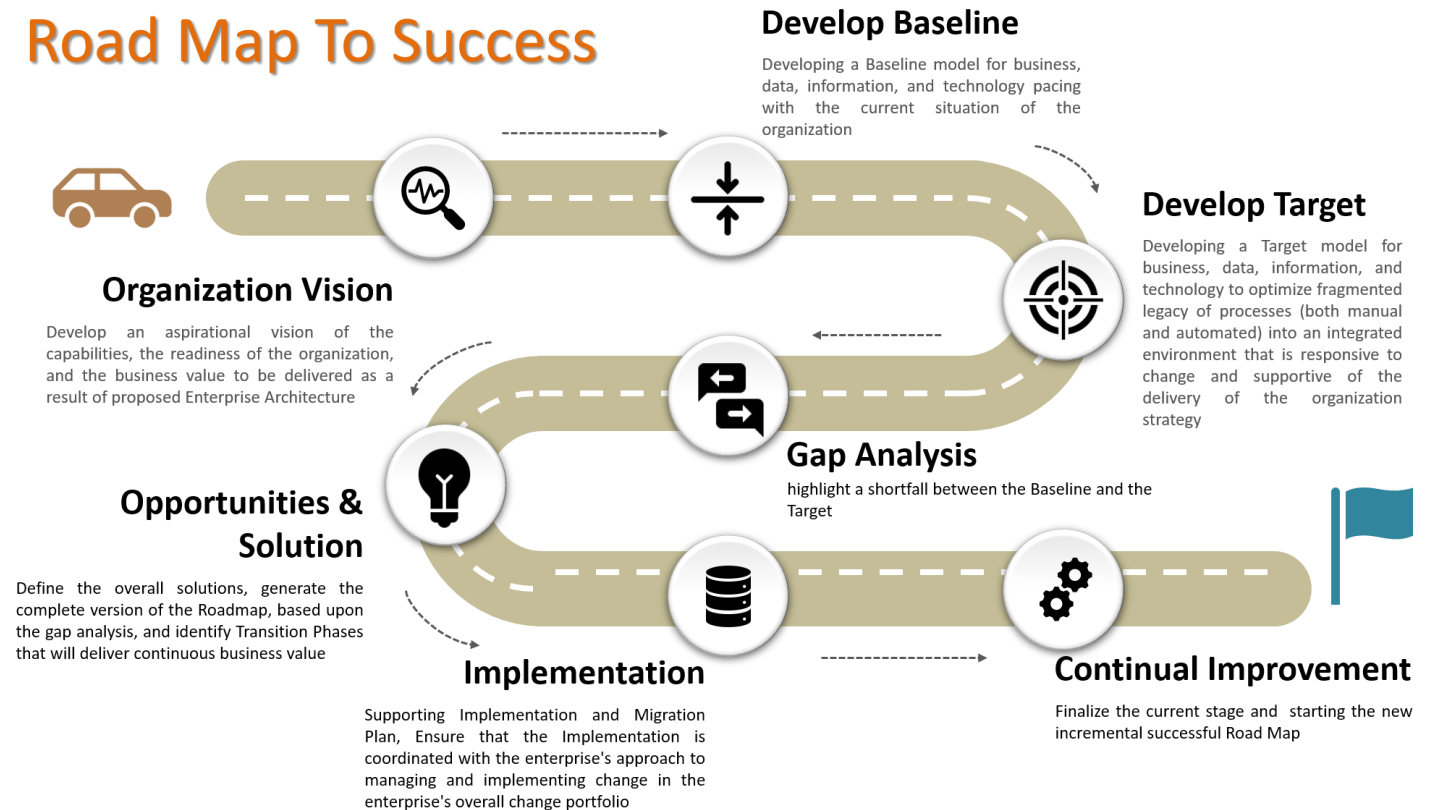 Road Map To Success
Develop Baseline
Developing a Baseline model for business,
data, information, and technology pacing
with the current situation of the
organization
Develop Target
Developing a Target model for
business, data, information, and
technology to optimize fragmented
legacy of processes (both manual
and automated) into an integrated
environment that is responsive to
change and supportive of the
delivery of the organization
strategy
Organization Vision
Develop an aspirational vision of the
capabilities, the readiness of the organization,
and the business value to be delivered as a
result of proposed Enterprise Architecture
Gap Analysis
highlight a shortfall between the Baseline and the
Target
Opportunities &
Solution
Define the overall solutions, generate the
complete version of the Roadmap, based upon
the gap analysis, and identify Transition Phases
that will deliver continuous business value
Implementation
Supporting Implementation and Migration
Plan, Ensure that the Implementation is
coordinated with the enterprise's approach to
managing and implementing change in the
enterprise's overall change portfolio
Continual Improvement
Finalize the current stage and starting the new
incremental successful Road Map